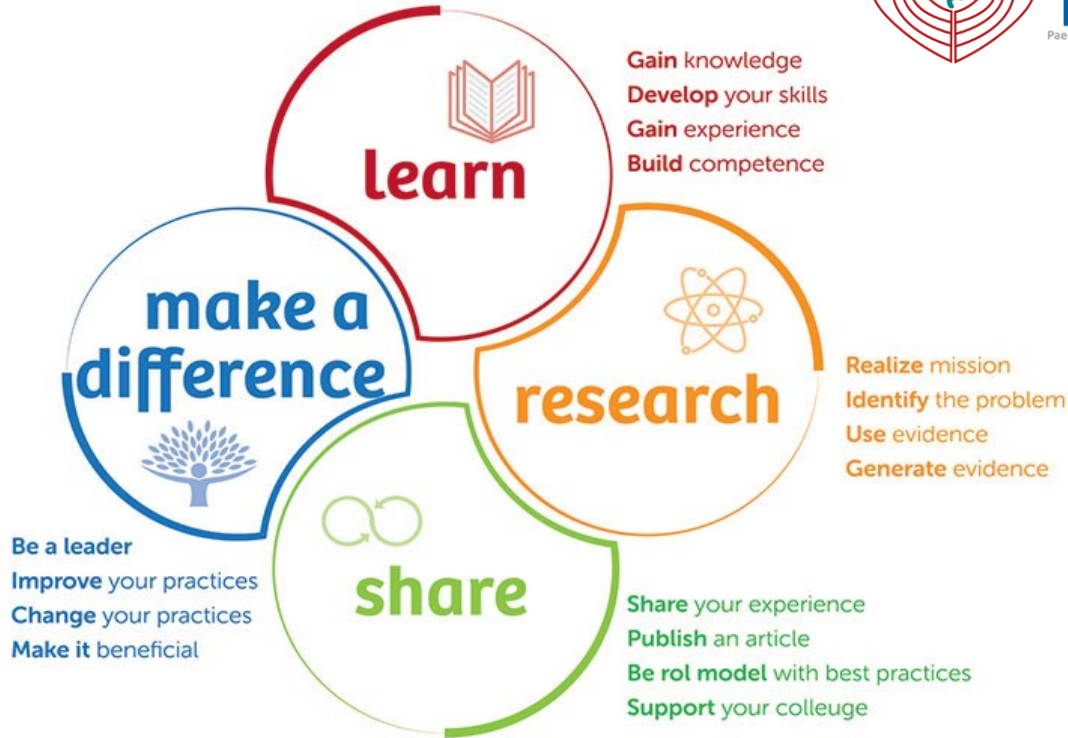 learn
Gain knowledge
Develop your skills
Gain experience
Build competence
research
Realize mission
Identify the problem
Use evidence
Generate evidence
share
Share your experience
Publish an article
Be rol model with best practices
Support your colleuge
make a
difference
Be a leader
Improve your practices
Change your practices
Make it beneficial